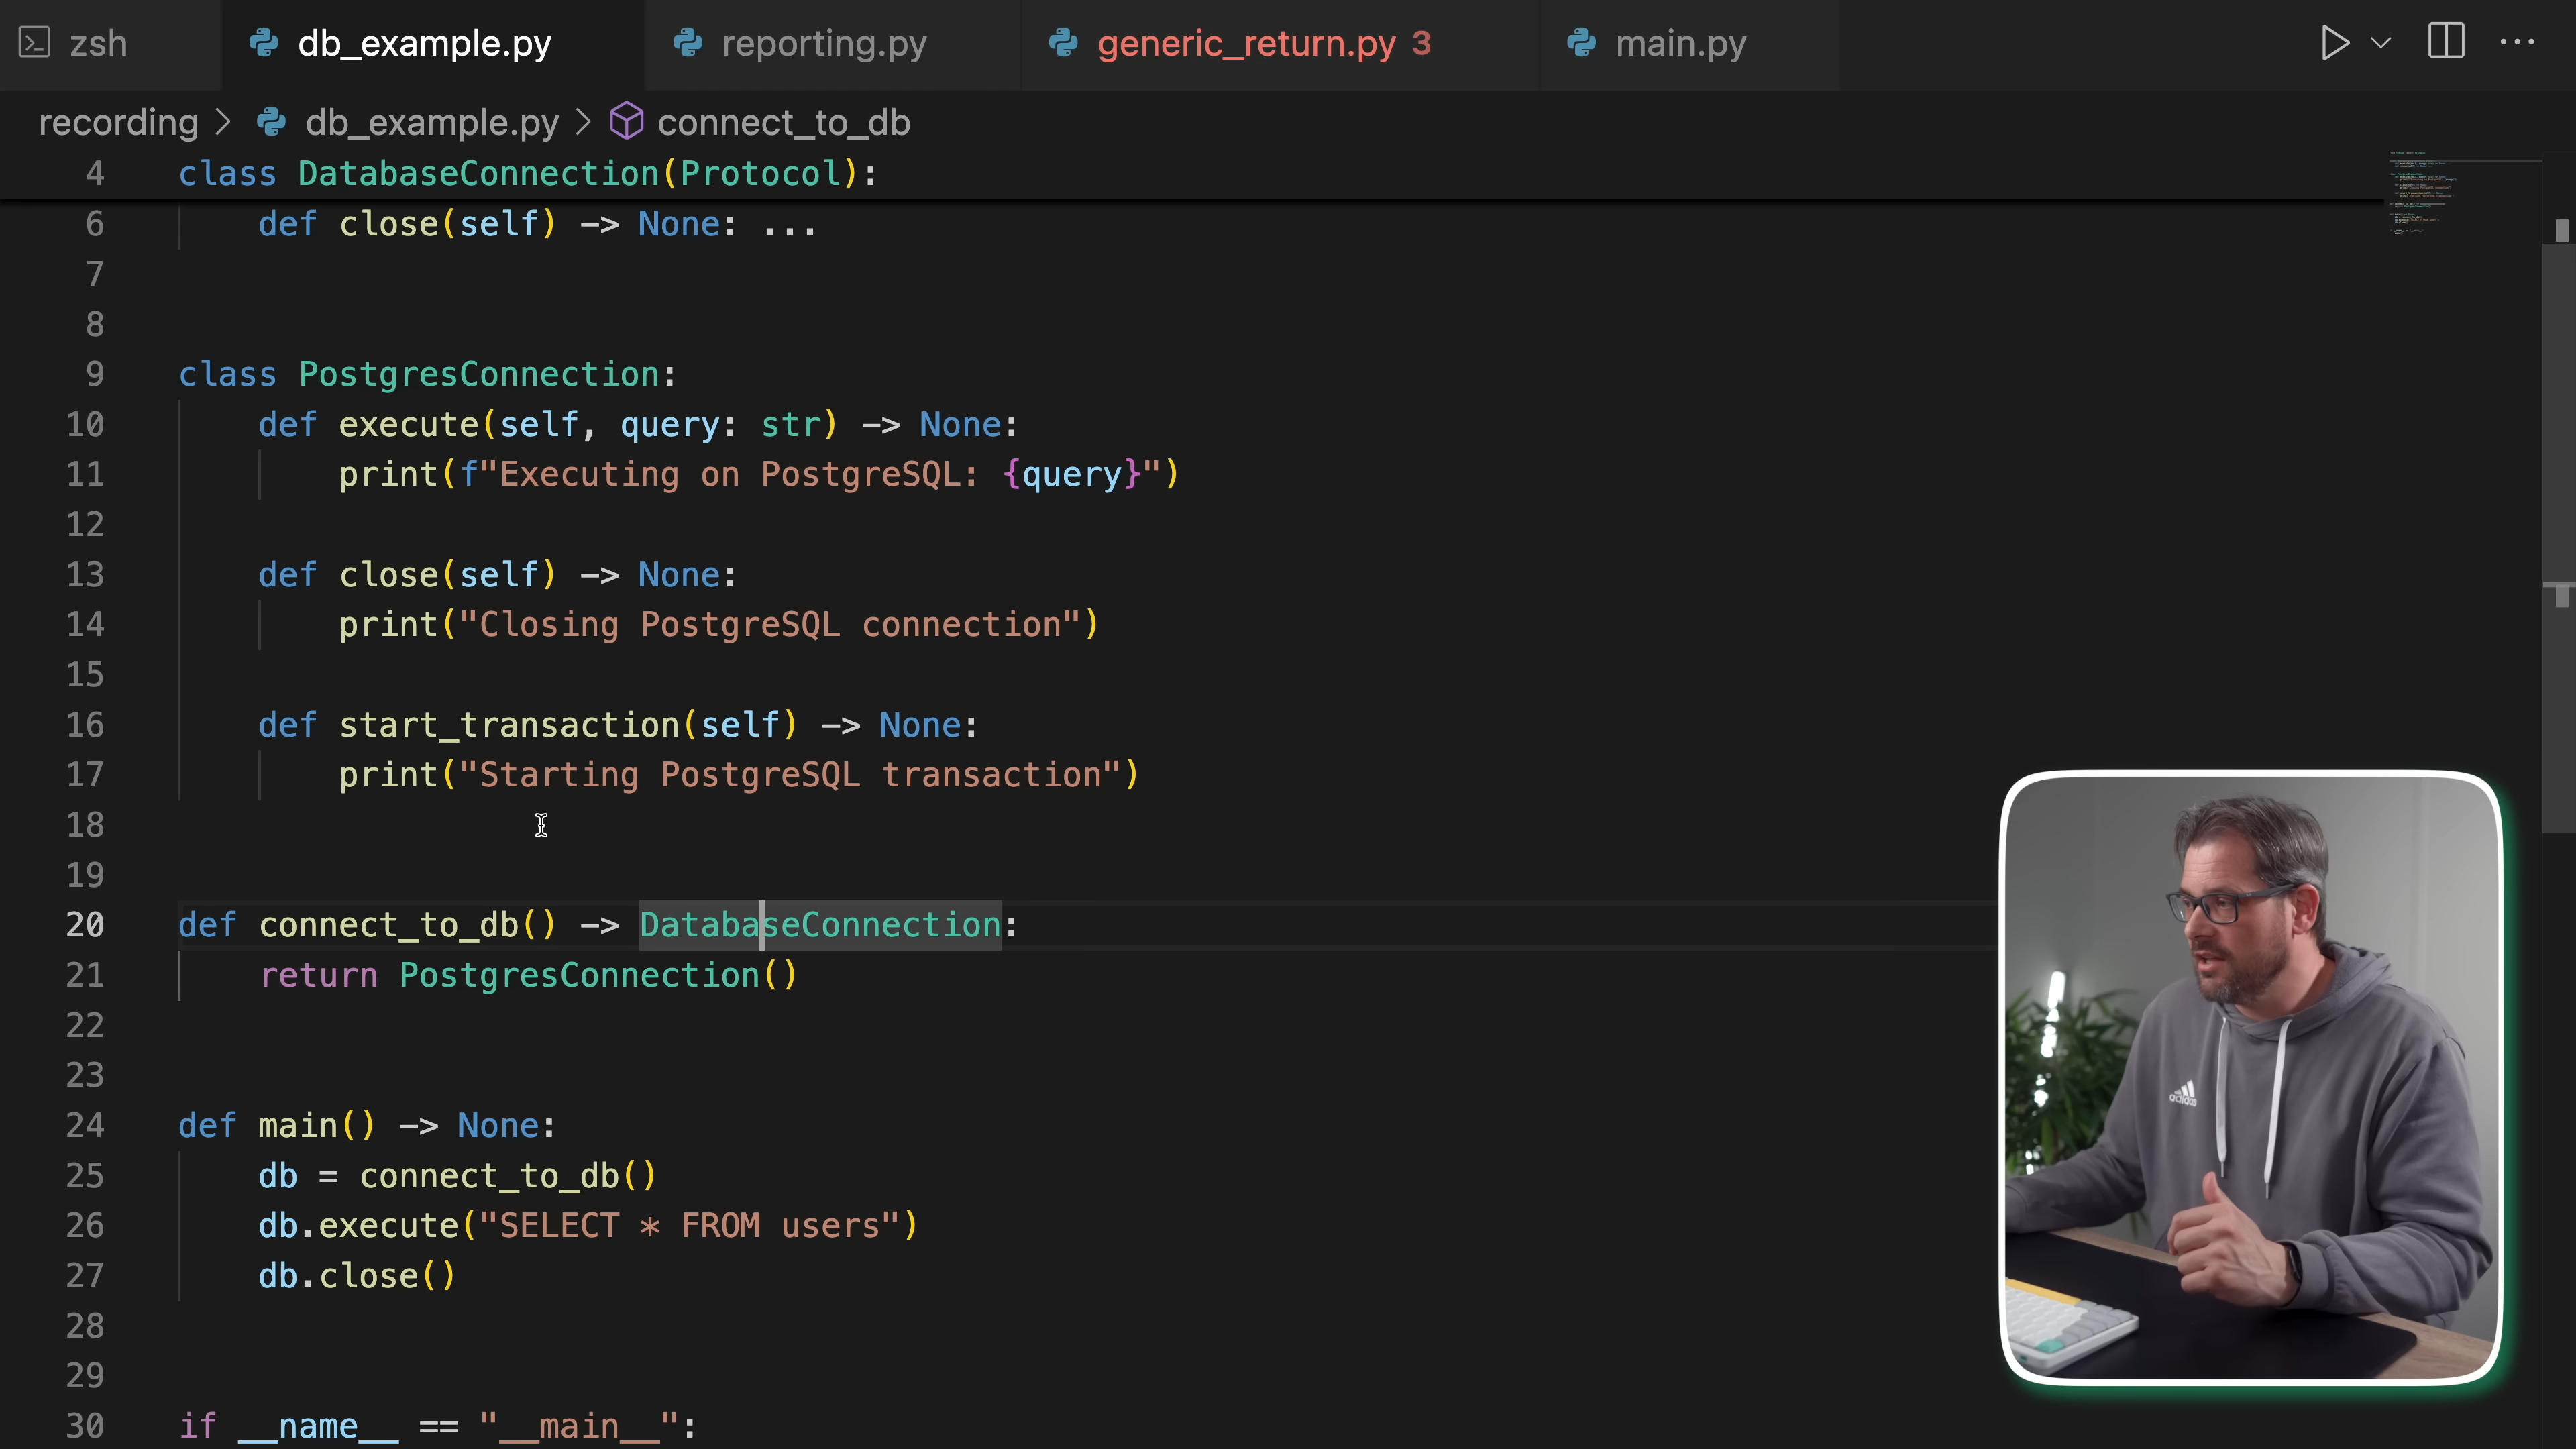 zsh
db_example.py
reporting.py
generic_return.py 3
main.py
recording > db_example.py > connect_to_db
4 class DatabaseConnection(Protocol):
6 def close(self) -> None: ...
7
8
9 class PostgresConnection:
10 def execute(self, query: str) -> None:
11 print(f"Executing on PostgreSQL: {query}")
12
13 def close(self) -> None:
14 print("Closing PostgreSQL connection")
15
16 def start_transaction(self) -> None:
17 print("Starting PostgreSQL transaction")
18
19
20 def connect_to_db() -> DatabaseConnection:
21 return PostgresConnection()
22
23
24 def main() -> None:
25 db = connect_to_db()
26 db.execute("SELECT * FROM users")
27 db.close()
28
29
30 if __name__ == "__main__":
adidas